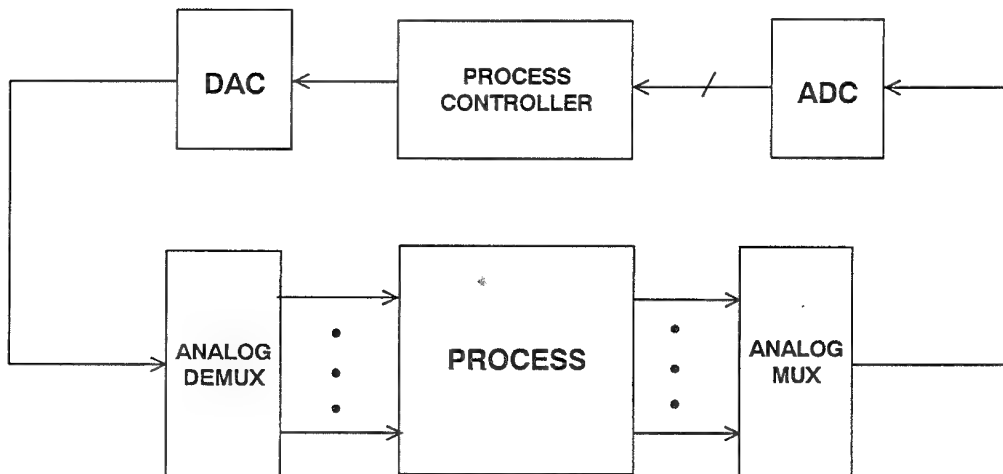 DAC
PROCESS
CONTROLLER
ADC
ANALOG
DEMUX
PROCESS
ANALOG
MUX